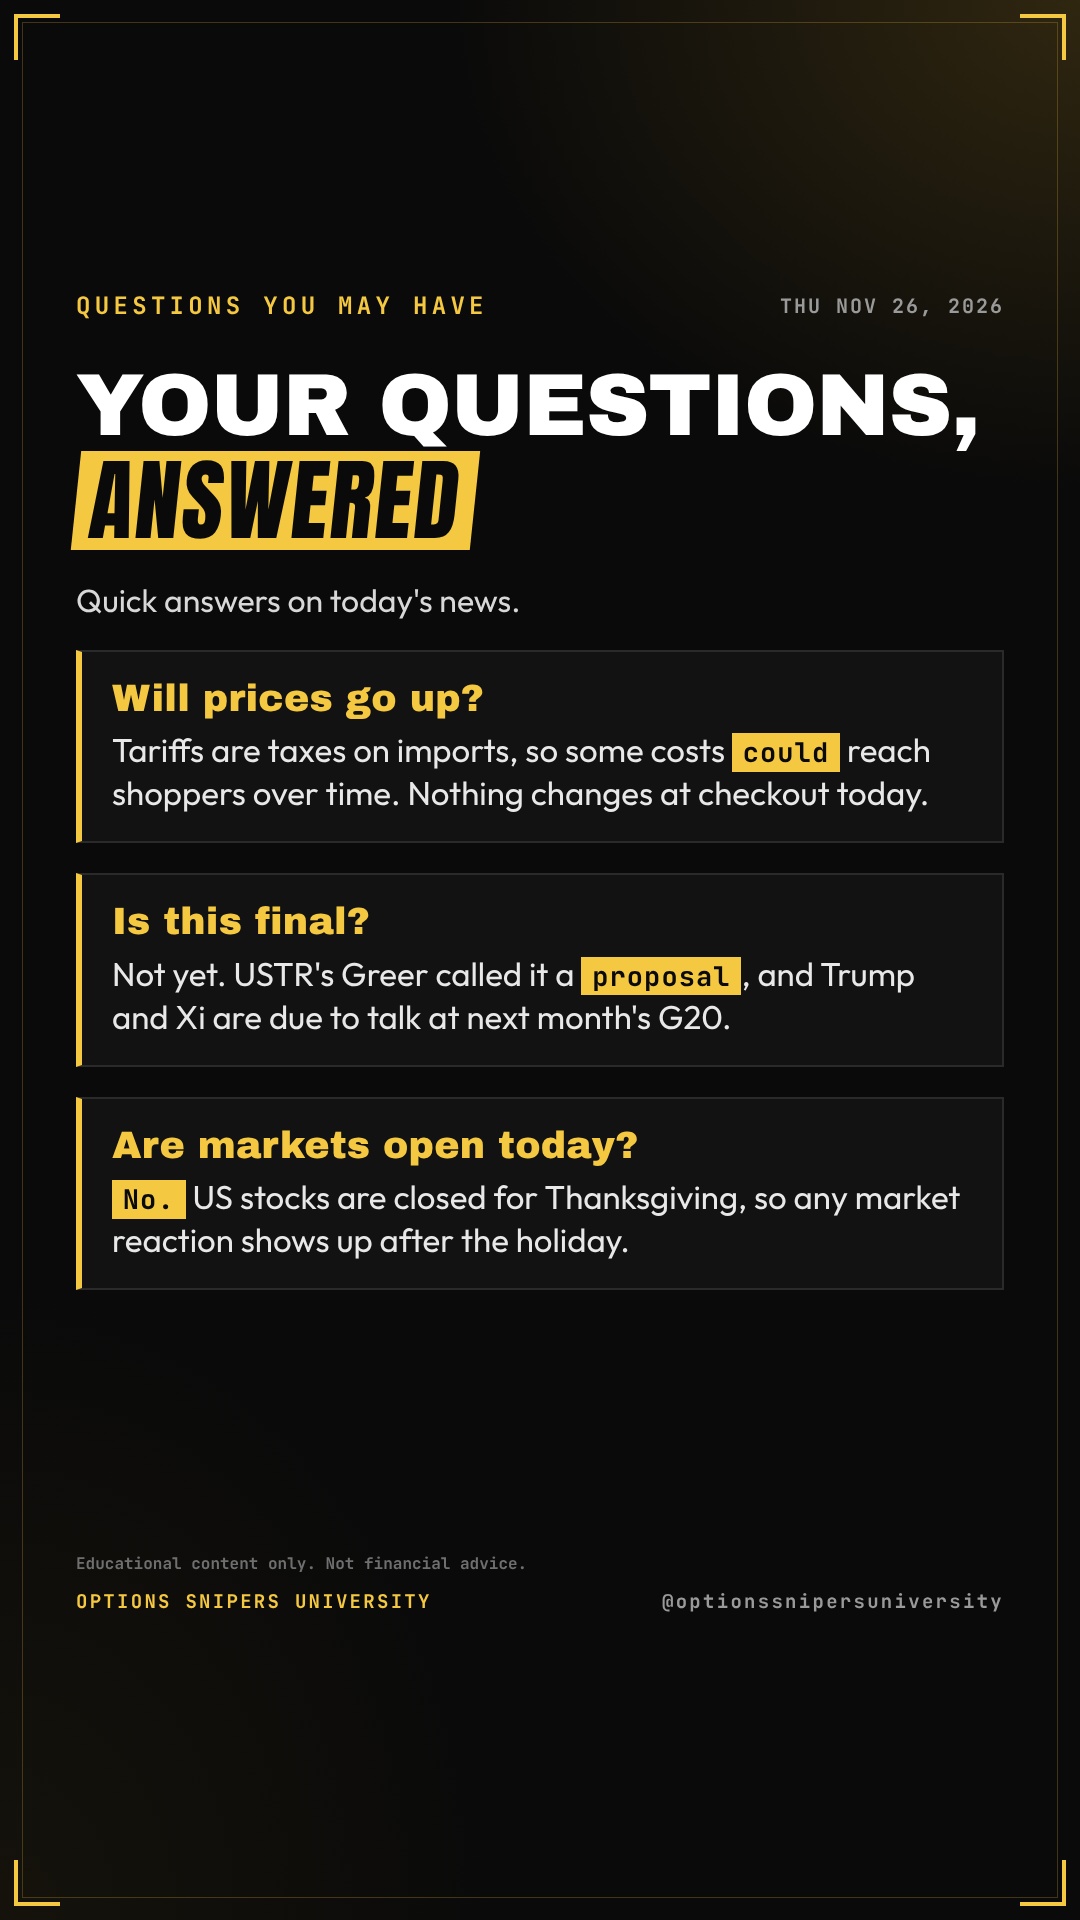 QUESTIONS YOU MAY HAVE
THU NOV 26, 2026
YOUR QUESTIONS,
ANSWERED
Quick answers on today's news.
Will prices go up?
Tariffs are taxes on imports, so some costs could reach
shoppers over time. Nothing changes at checkout today.
Is this final?
Not yet. USTR's Greer called it a proposal, and Trump
and Xi are due to talk at next month's G20.
Are markets open today?
No. US stocks are closed for Thanksgiving, so any market
reaction shows up after the holiday.
Educational content only. Not financial advice.
OPTIONS SNIPERS UNIVERSITY
@optionssnipersuniversity